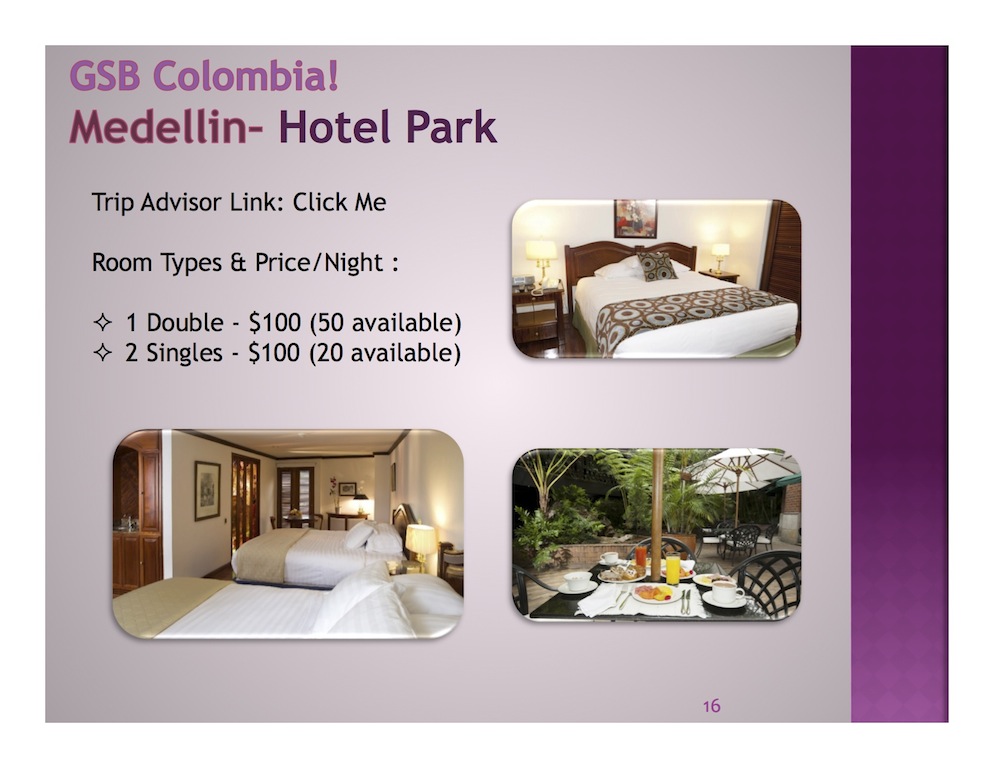 GSB Colombia!
Medellin- Hotel Park
Trip Advisor Link: Click Me
Room Types & Price/Night :
✧ 1 Double - $100 (50 available)
✧ 2 Singles - $100 (20 available)
16